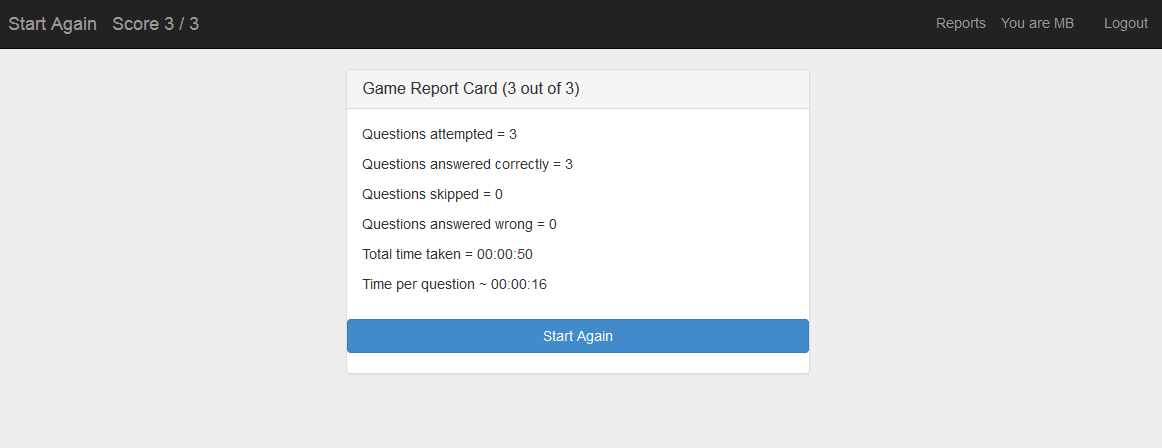 Start Again Score 3 / 3 Reports You are MB Logout
Game Report Card (3 out of 3)
Questions attempted = 3
Questions answered correctly = 3
Questions skipped = 0
Questions answered wrong = 0
Total time taken = 00:00:50
Time per question ~ 00:00:16
Start Again